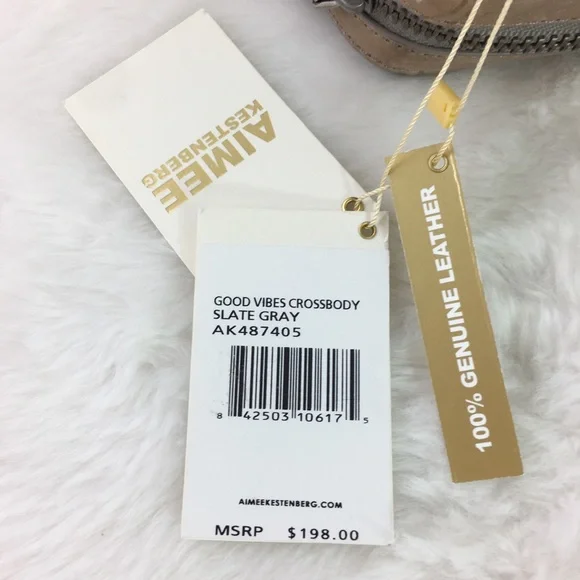 AIMEE
KESTENBERG
GOOD VIBES CROSSBODY
SLATE GRAY
AK487405
8 42503 10617 5
AIMEEKESTENBERG.COM
MSRP $198.00
100% GENUINE LEATHER